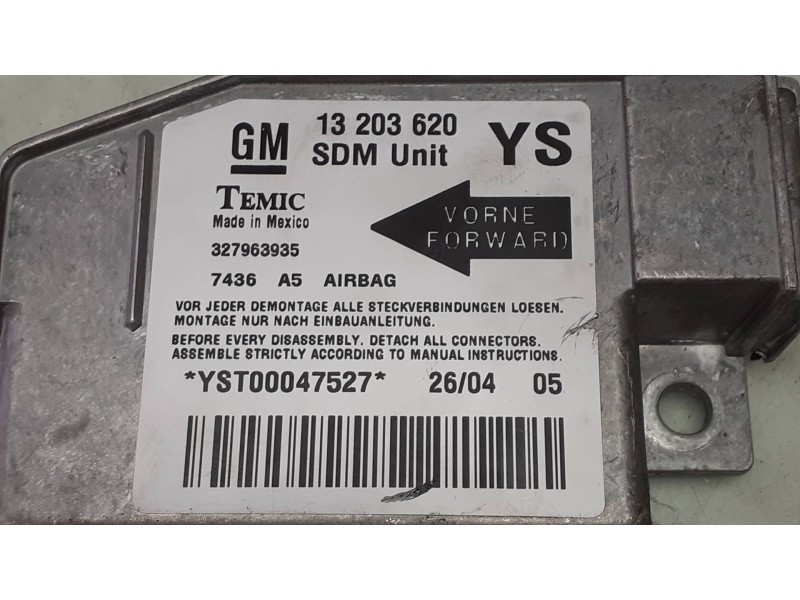 GM 13 203 620 YS
SDM Unit
TEMIC
Made in Mexico
VORNE
FORWARD
327963935
7436 A5 AIRBAG
VOR JEDER DEMONTAGE ALLE STECKVERBINDUNGEN LOESEN.
MONTAGE NUR NACH EINBAUANLEITUNG.
BEFORE EVERY DISASSEMBLY. DETACH ALL CONNECTORS.
ASSEMBLE STRICTLY ACCORDING TO MANUAL INSTRUCTIONS.
*YST00047527* 26/04 05